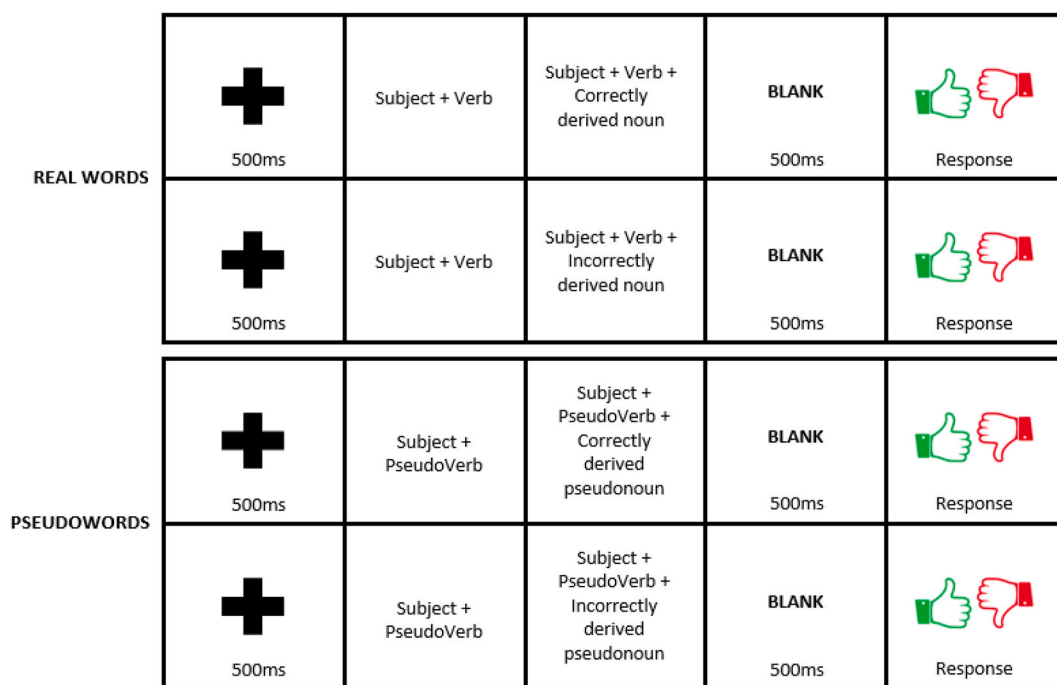 REAL WORDS
500ms
Subject + Verb
Subject + Verb +
Correctly
derived noun
BLANK
500ms
Response
500ms
Subject + Verb
Subject + Verb +
Incorrectly
derived noun
BLANK
500ms
Response
PSEUDOWORDS
500ms
Subject +
PseudoVerb
Subject +
PseudoVerb +
Correctly
derived
pseudonoun
BLANK
500ms
Response
500ms
Subject +
PseudoVerb
Subject +
PseudoVerb +
Incorrectly
derived
pseudonoun
BLANK
500ms
Response